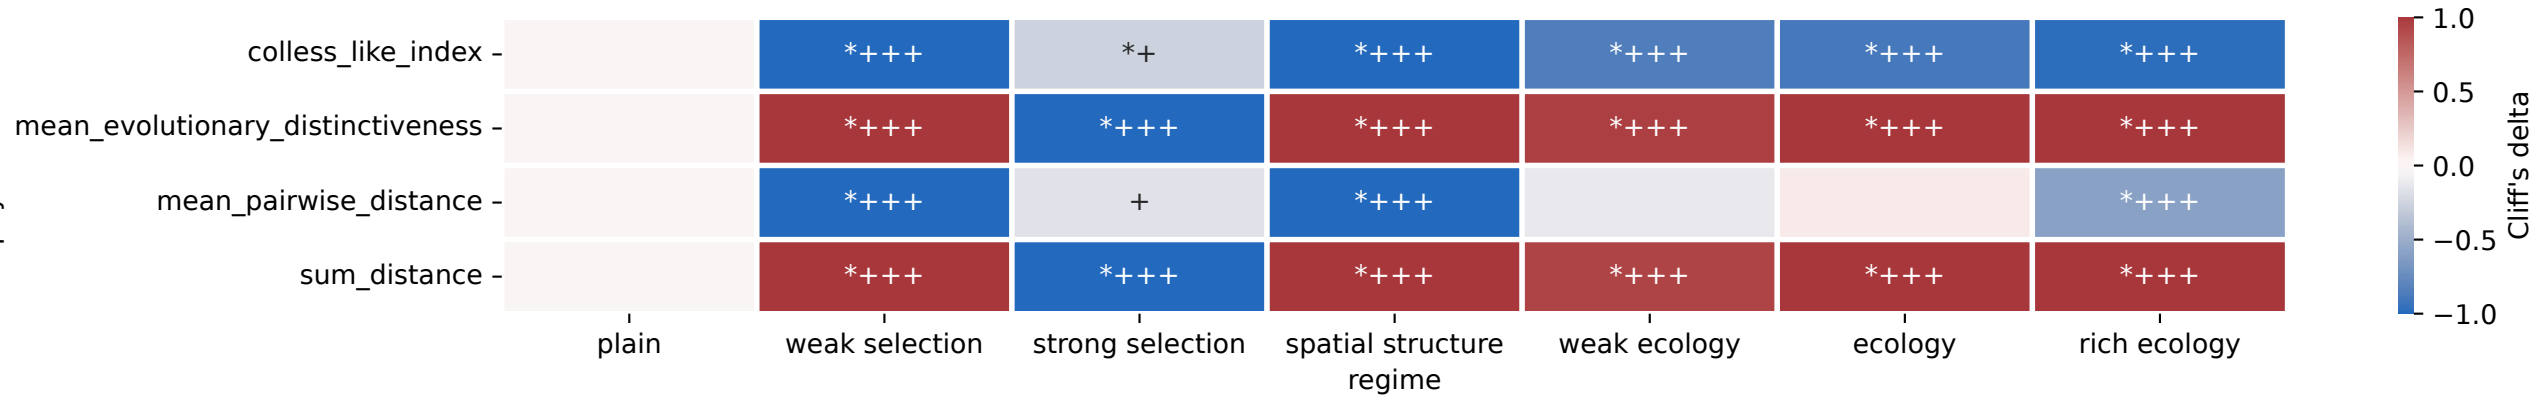 colless_like_index *+++ *+ *+++ *+++ *+++ *+++
mean_evolutionary_distinctiveness *+++ *+++ *+++ *+++ *+++ *+++
mean_pairwise_distance *+++ + *+++ *+++
sum_distance *+++ *+++ *+++ *+++ *+++ *+++
plain weak selection strong selection spatial structure weak ecology ecology rich ecology
regime
1.0
0.5
0.0
−0.5
−1.0
Cliff's delta